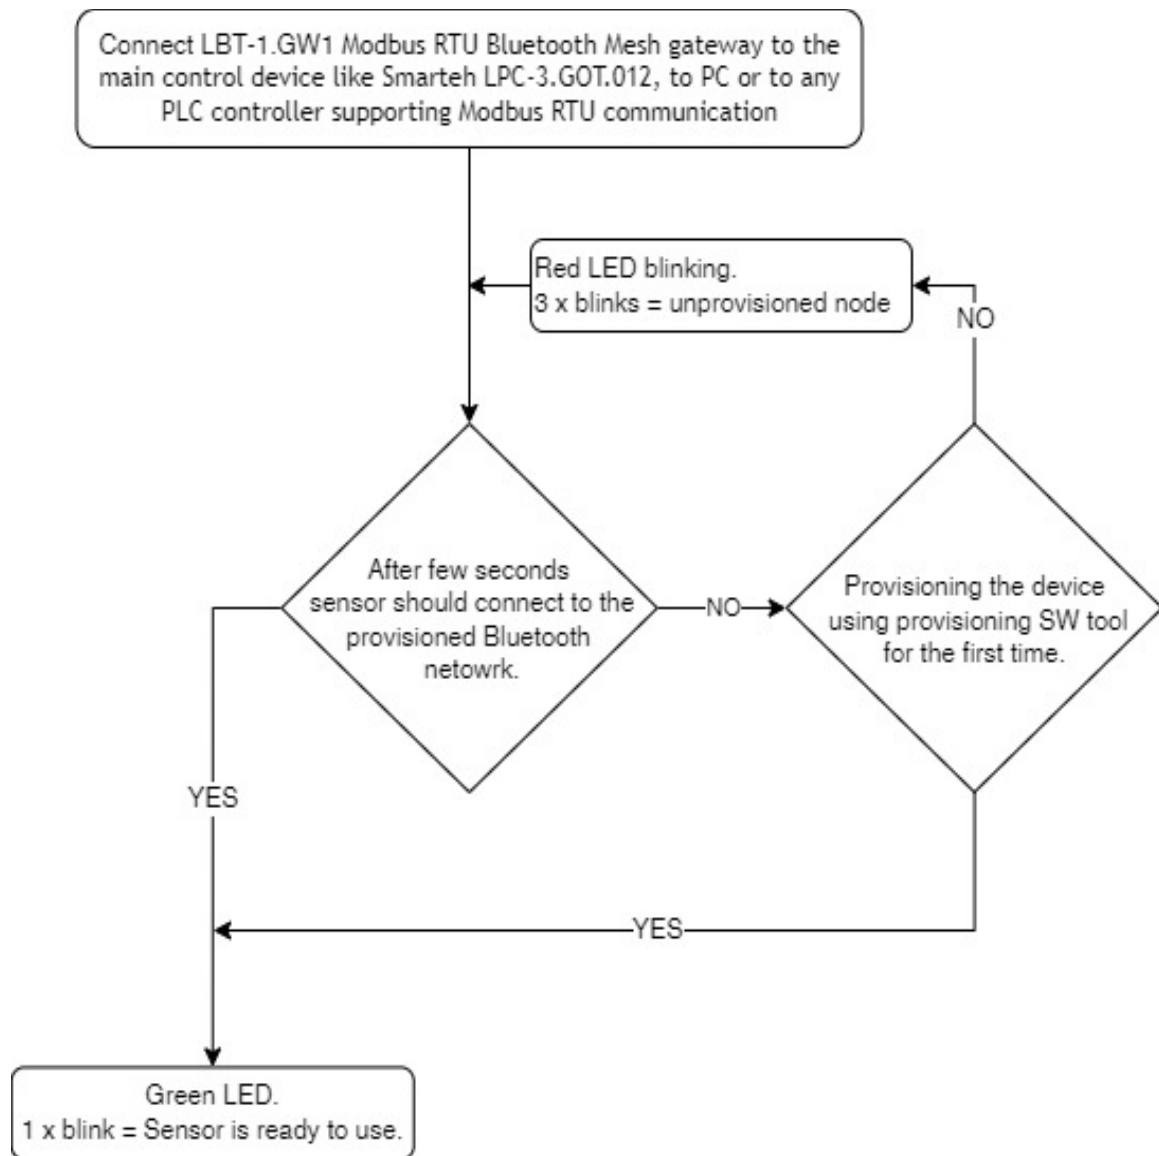 Connect LBT-1.GW1 Modbus RTU Bluetooth Mesh gateway to the
main control device like Smarteh LPC-3.GOT.012, to PC or to any
PLC controller supporting Modbus RTU communication
Red LED blinking.
3 x blinks = unprovisioned node
NO
After few seconds
sensor should connect to the
provisioned Bluetooth
netowrk.
NO
Provisioning the device
using provisioning SW tool
for the first time.
YES
YES
Green LED.
1 x blink = Sensor is ready to use.